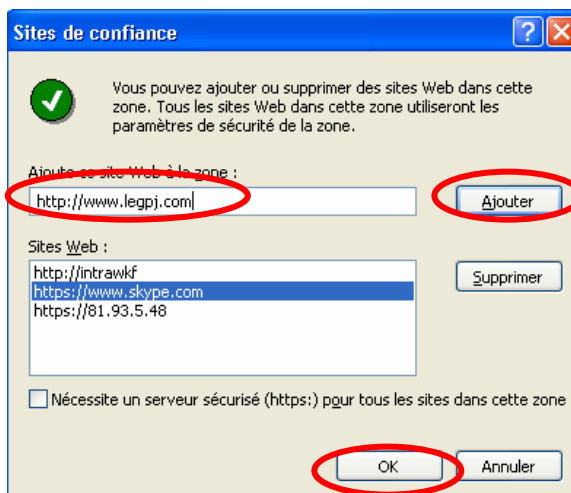 Sites de confiance
Vous pouvez ajouter ou supprimer des sites Web dans cette
zone. Tous les sites Web dans cette zone utiliseront les
paramètres de sécurité de la zone.
Ajoute ce site Web à la zone :
http://www.legpj.com
Ajouter
Sites Web :
http://intrawkf
https://www.skype.com
https://81.93.5.48
Supprimer
Nécessite un serveur sécurisé (https:) pour tous les sites dans cette zone
OK
Annuler